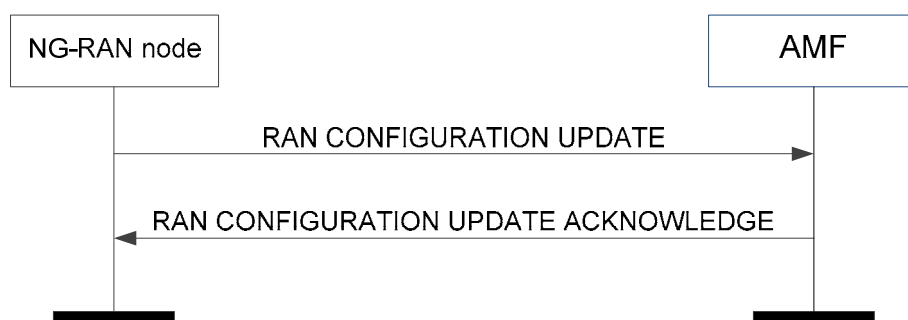 NG-RAN node
AMF
RAN CONFIGURATION UPDATE
RAN CONFIGURATION UPDATE ACKNOWLEDGE